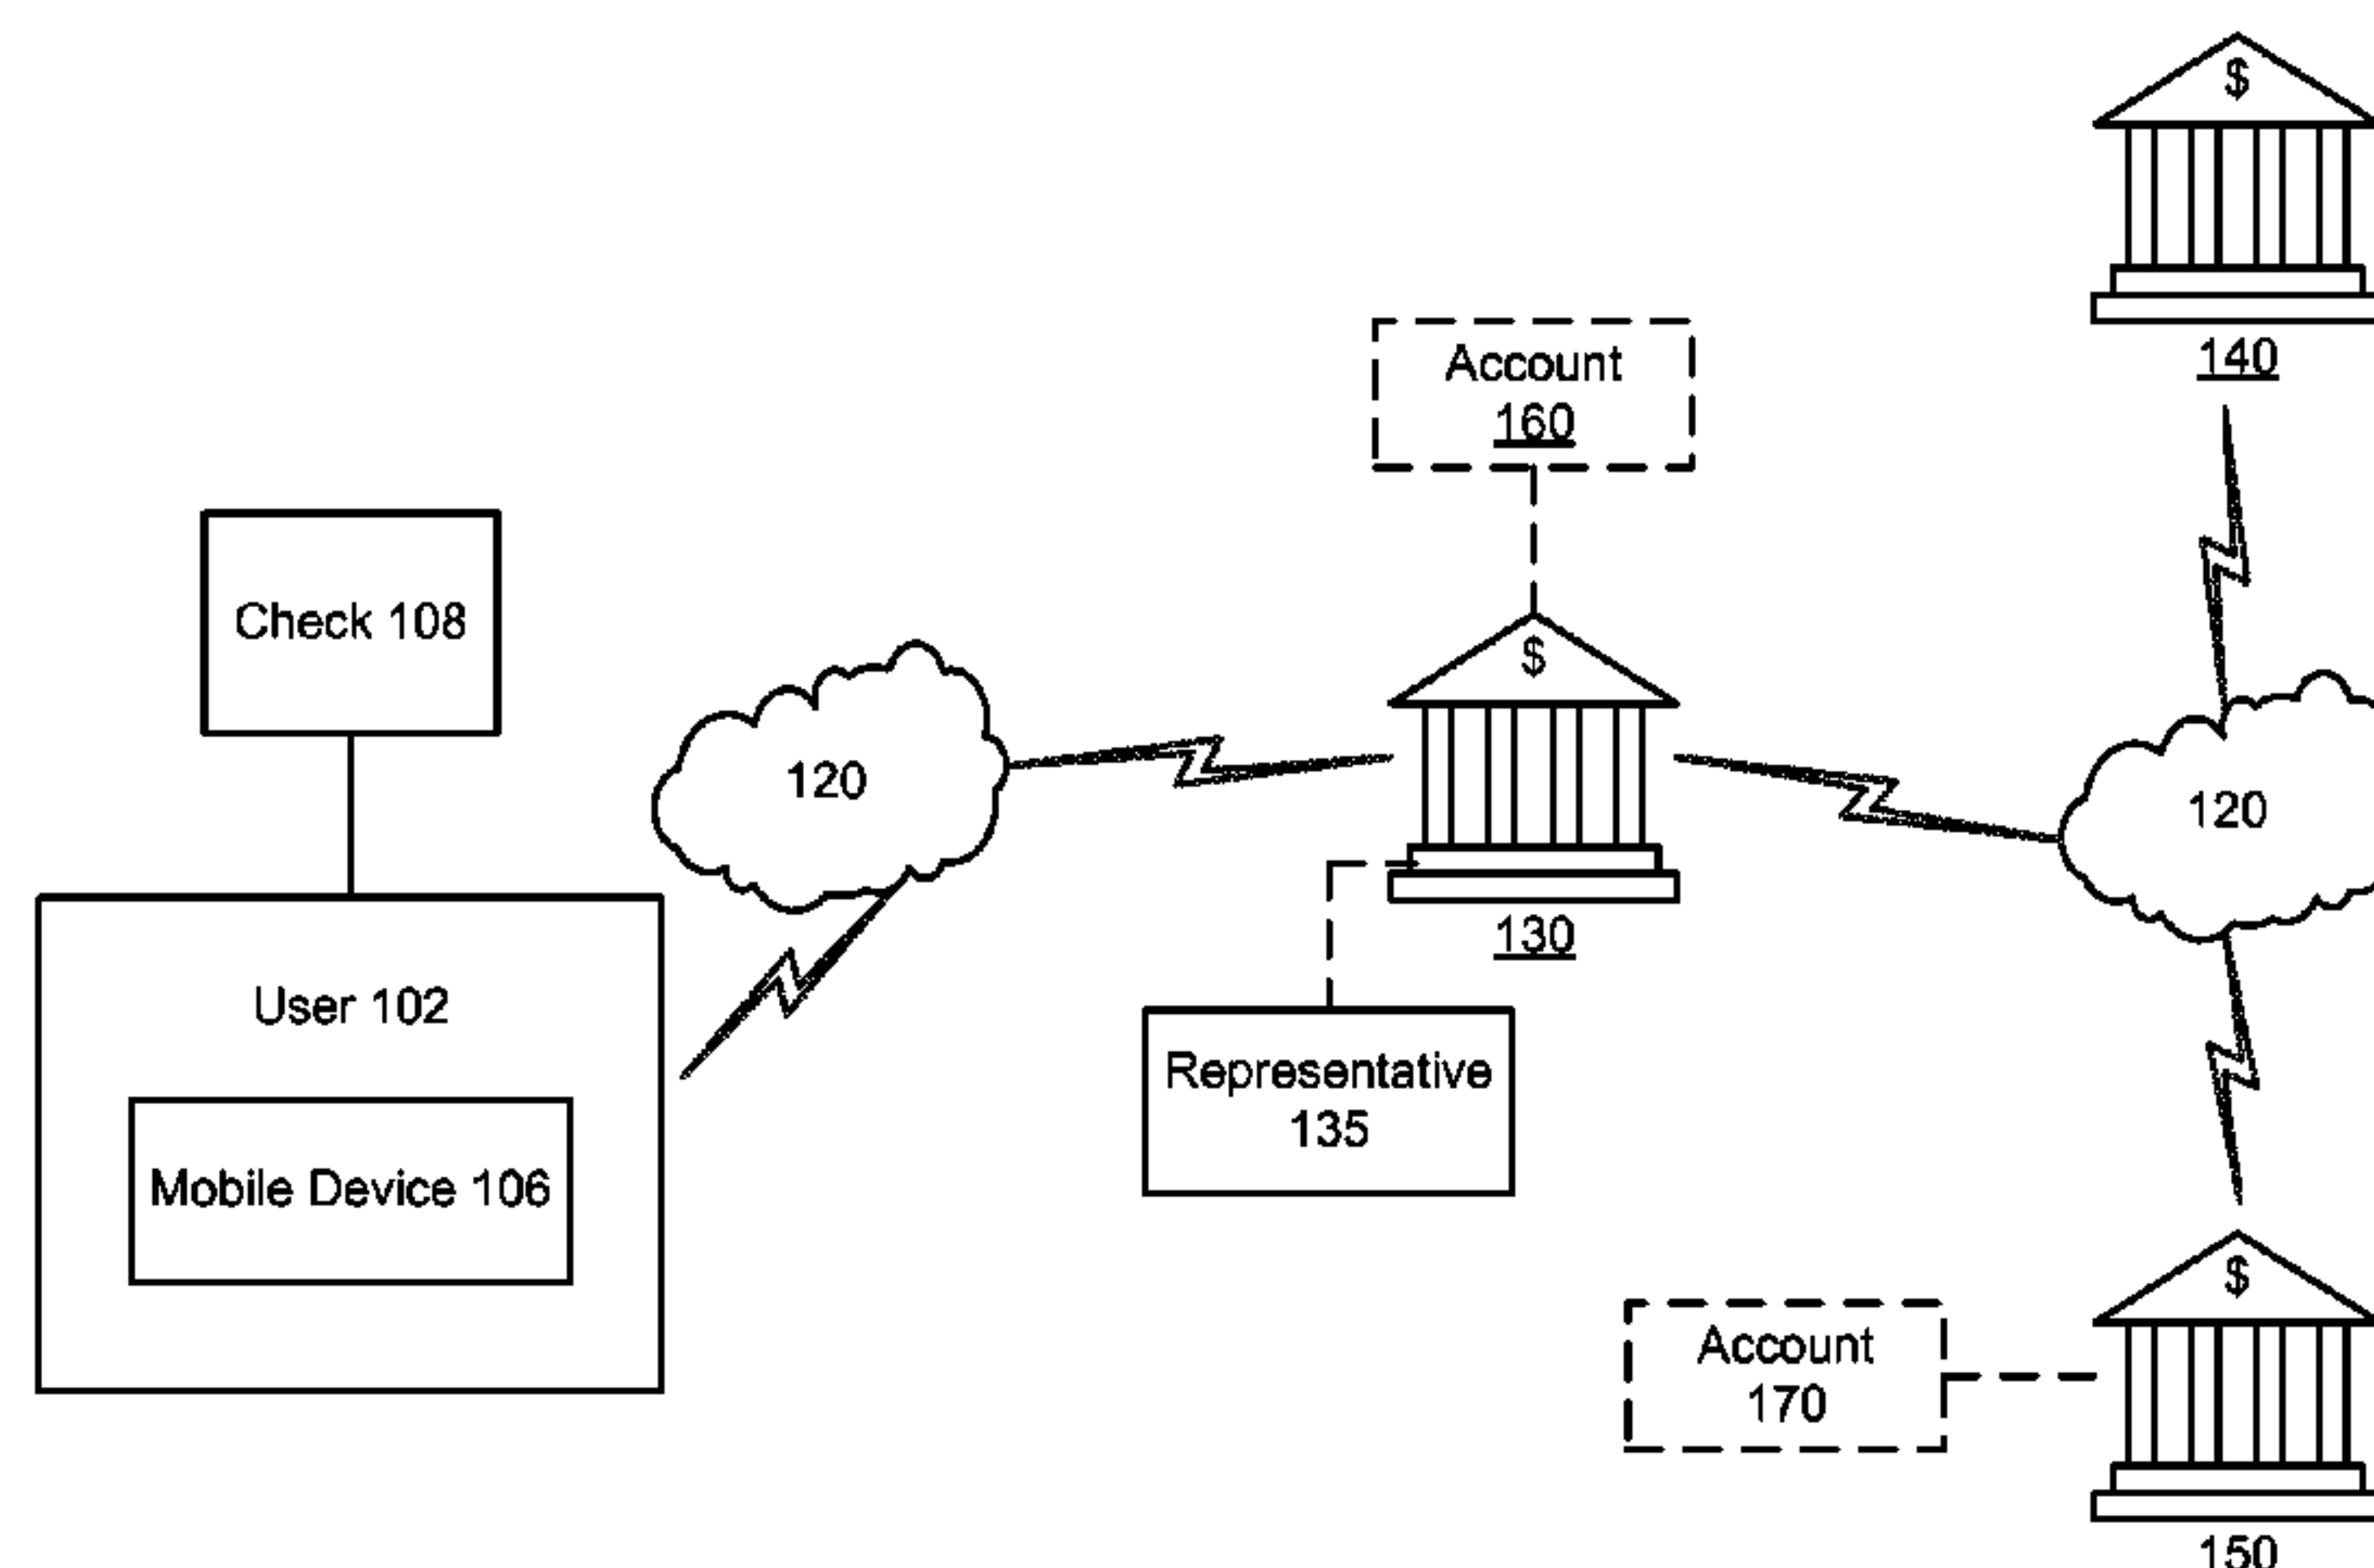 $
140
Account
160
Check 108
$
120
120
130
User 102
Representative
135
Mobile Device 106
$
Account
170
150